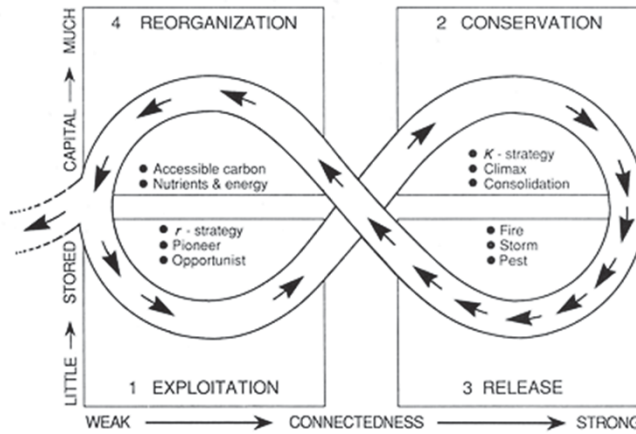 4 REORGANIZATION
2 CONSERVATION
• Accessible carbon
• Nutrients & energy
• K - strategy
• Climax
• Consolidation
• r - strategy
• Pioneer
• Opportunist
• Fire
• Storm
• Pest
1 EXPLOITATION
3 RELEASE
LITTLE STORED CAPITAL MUCH
WEAK CONNECTEDNESS STRONG